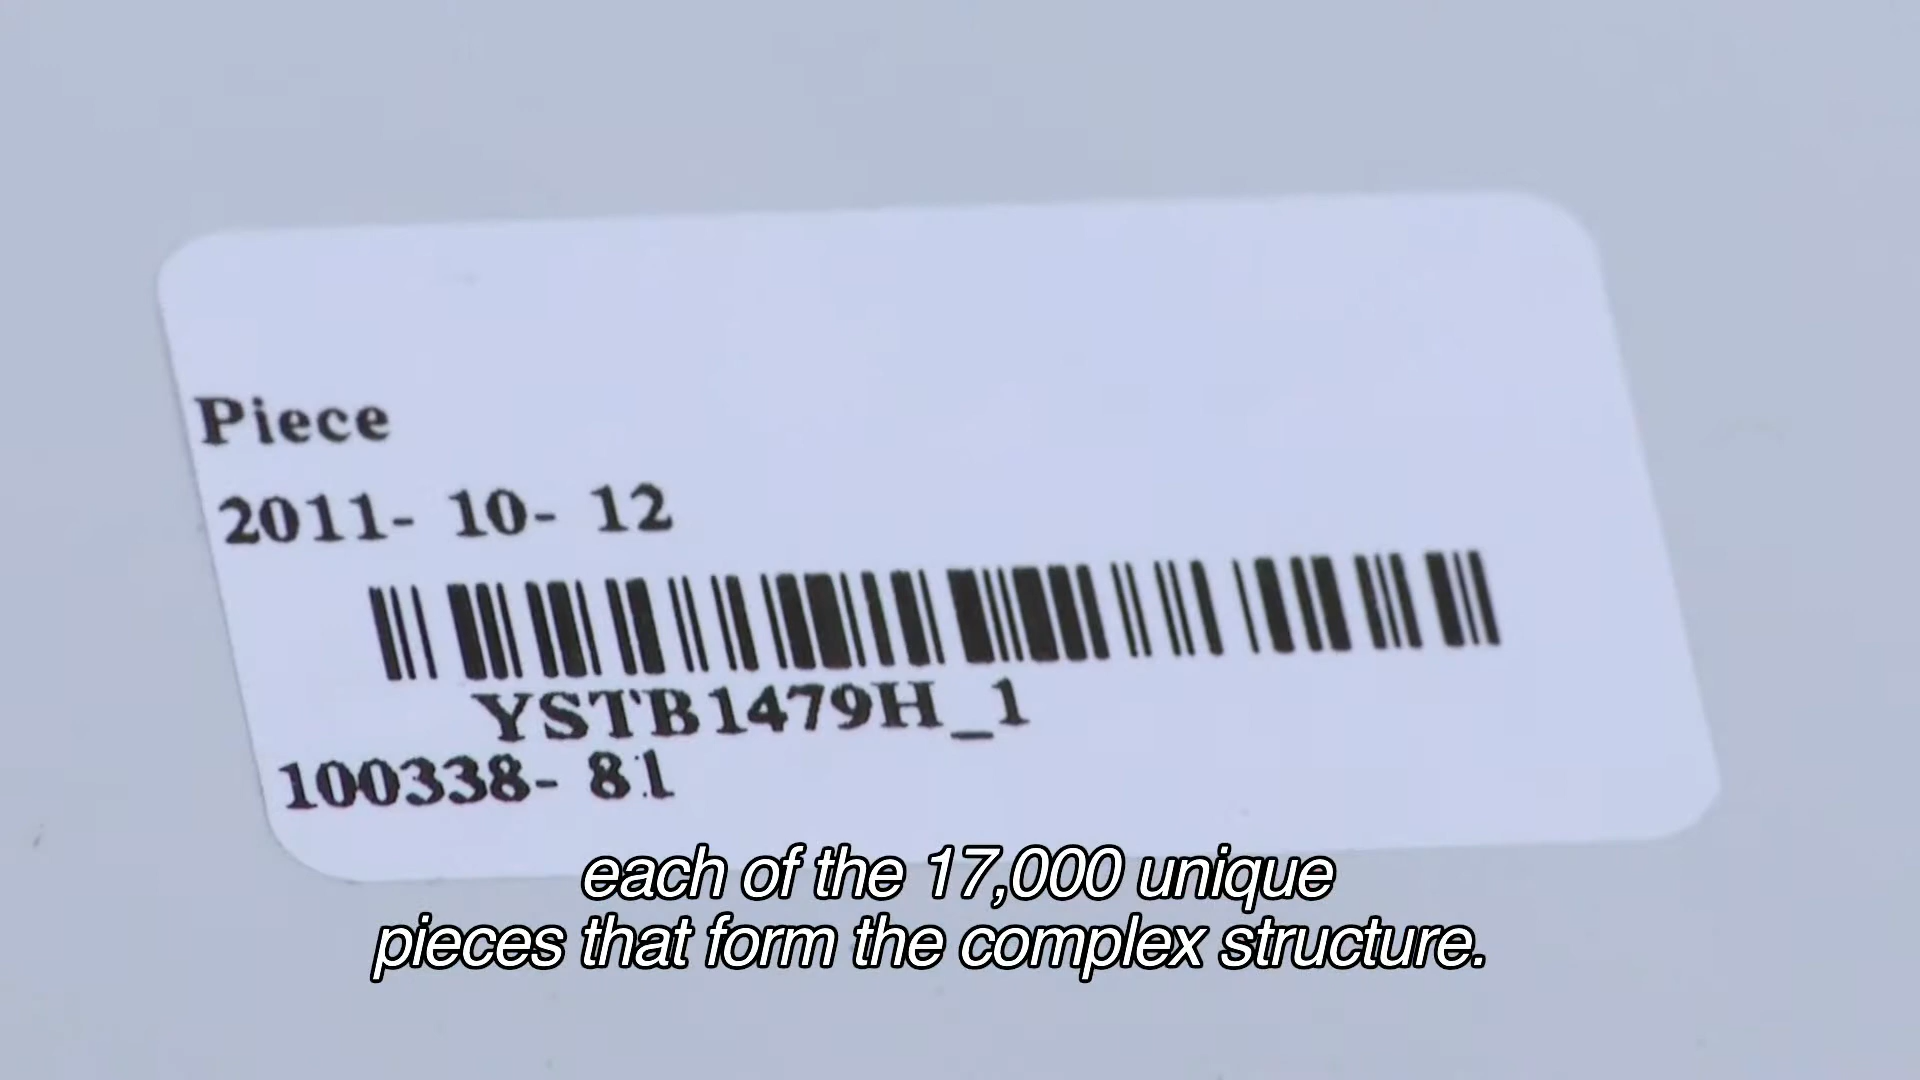 Piece
2011- 10- 12
YSTB1479H_1
100338- 81
each of the 17,000 unique
pieces that form the complex structure.